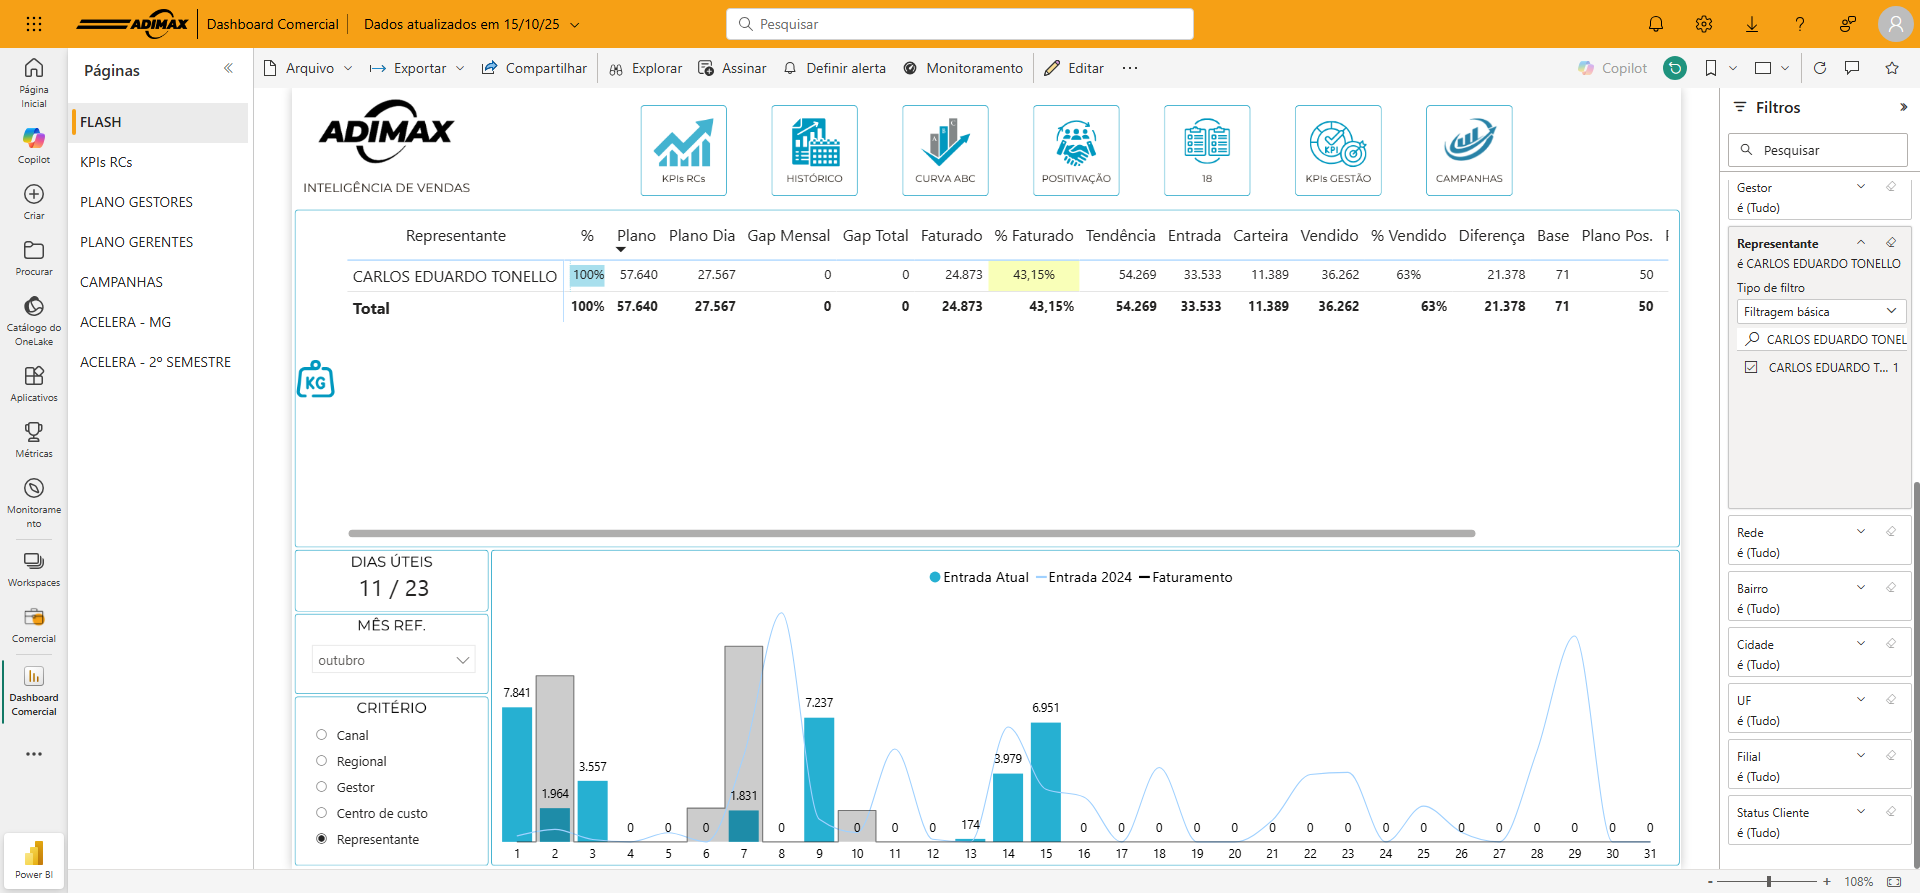 ADIMAX
Dashboard Comercial
Dados atualizados em 15/10/25
Pesquisar
Página Inicial
Copilot
Criar
Procurar
Catálogo do OneLake
Aplicativos
Métricas
Monitoramento
Workspaces
Comercial
Dashboard Comercial
Power BI
Páginas
FLASH
KPIs RCs
PLANO GESTORES
PLANO GERENTES
CAMPANHAS
ACELERA - MG
ACELERA - 2º SEMESTRE
Arquivo Exportar Compartilhar Explorar Assinar Definir alerta Monitoramento Editar ... Copilot
ADIMAX
INTELIGÊNCIA DE VENDAS
KPIs RCs HISTÓRICO CURVA ABC POSITIVAÇÃO 18 KPIs GESTÃO CAMPANHAS
A B C
KPI
Representante % Plano Plano Dia Gap Mensal Gap Total Faturado % Faturado Tendência Entrada Carteira Vendido % Vendido Diferença Base Plano Pos.
CARLOS EDUARDO TONELLO 100% 57.640 27.567 0 0 24.873 43,15% 54.269 33.533 11.389 36.262 63% 21.378 71 50
Total 100% 57.640 27.567 0 0 24.873 43,15% 54.269 33.533 11.389 36.262 63% 21.378 71 50
KG
DIAS ÚTEIS
11 / 23
MÊS REF.
outubro
CRITÉRIO
Canal
Regional
Gestor
Centro de custo
Representante
Entrada Atual Entrada 2024 Faturamento
7.841 1.964 3.557 0 0 0 1.831 0 7.237 0 0 0 174 3.979 6.951 0 0 0 0 0 0 0 0 0 0 0 0 0 0 0 0
1 2 3 4 5 6 7 8 9 10 11 12 13 14 15 16 17 18 19 20 21 22 23 24 25 26 27 28 29 30 31
Filtros
Pesquisar
Gestor
é (Tudo)
Representante
é CARLOS EDUARDO TONELLO
Tipo de filtro
Filtragem básica
CARLOS EDUARDO TONEL
CARLOS EDUARDO T... 1
Rede
é (Tudo)
Bairro
é (Tudo)
Cidade
é (Tudo)
UF
é (Tudo)
Filial
é (Tudo)
Status Cliente
é (Tudo)
- + 108%